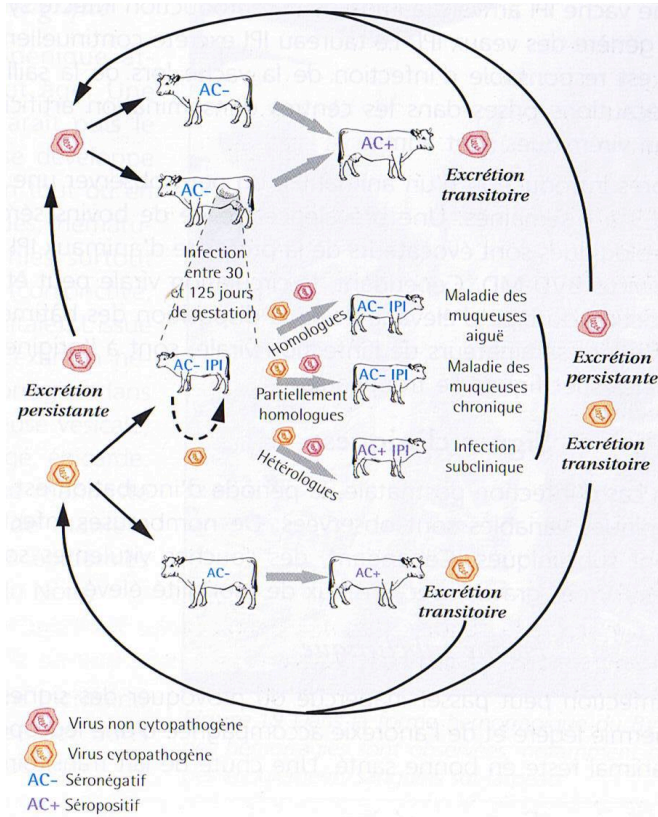 AC-
AC+
Excrétion
transitoire
AC-
Infection
entre 30
et 125 jours
de gestation
Homologues
AC- IPI
Maladie des
muqueuses
aiguë
AC- IPI
Partiellement
homologues
AC- IPI
Maladie des
muqueuses
chronique
Hétérologues
AC+ IPI
Infection
subclinique
Excrétion
persistante
Excrétion
persistante
Excrétion
transitoire
AC-
AC+
Excrétion
transitoire
Virus non cytopathogène
Virus cytopathogène
AC- Séronégatif
AC+ Séropositif